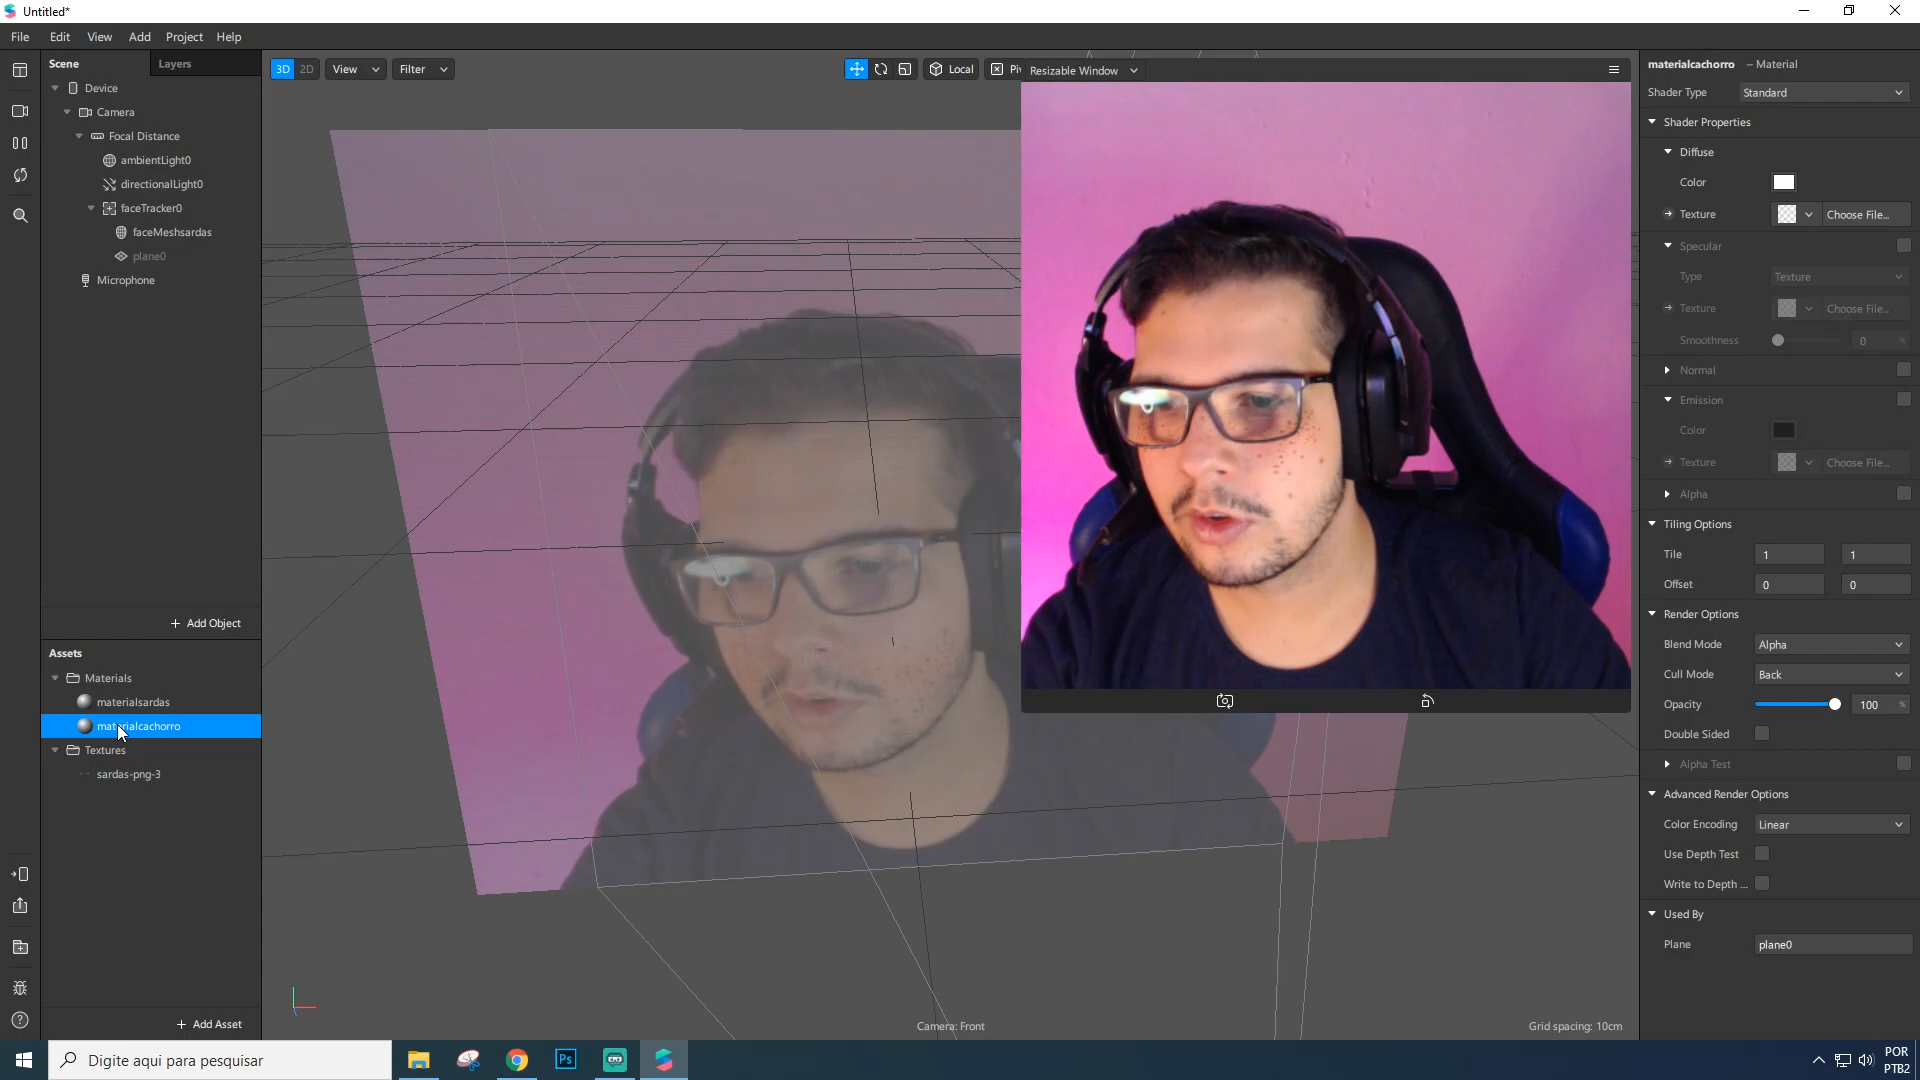 Untitled*
File Edit View Add Project Help
Scene Layers
Device
Camera
Focal Distance
ambientLight0
directionalLight0
faceTracker0
faceMeshsardas
plane0
Microphone
+ Add Object
Assets
Materials
materialsardas
materialcachorro
Textures
sardas-png-3
+ Add Asset
3D 2D View Filter
Local
Resizable Window
Camera: Front
Grid spacing: 10cm
materialcachorro – Material
Shader Type Standard
Shader Properties
Diffuse
Color
Texture Choose File...
Specular
Type Texture
Texture Choose File...
Smoothness 0 %
Normal
Emission
Color
Texture Choose File...
Alpha
Tiling Options
Tile 1 1
Offset 0 0
Render Options
Blend Mode Alpha
Cull Mode Back
Opacity 100 %
Double Sided
Alpha Test
Advanced Render Options
Color Encoding Linear
Use Depth Test
Write to Depth ...
Used By
Plane plane0
Digite aqui para pesquisar
Ps
POR
PTB2